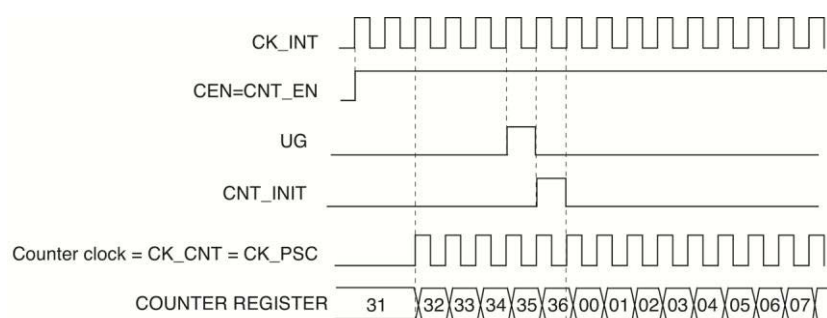 CK_INT
CEN=CNT_EN
UG
CNT_INIT
Counter clock = CK_CNT = CK_PSC
COUNTER REGISTER 31 32 33 34 35 36 00 01 02 03 04 05 06 07